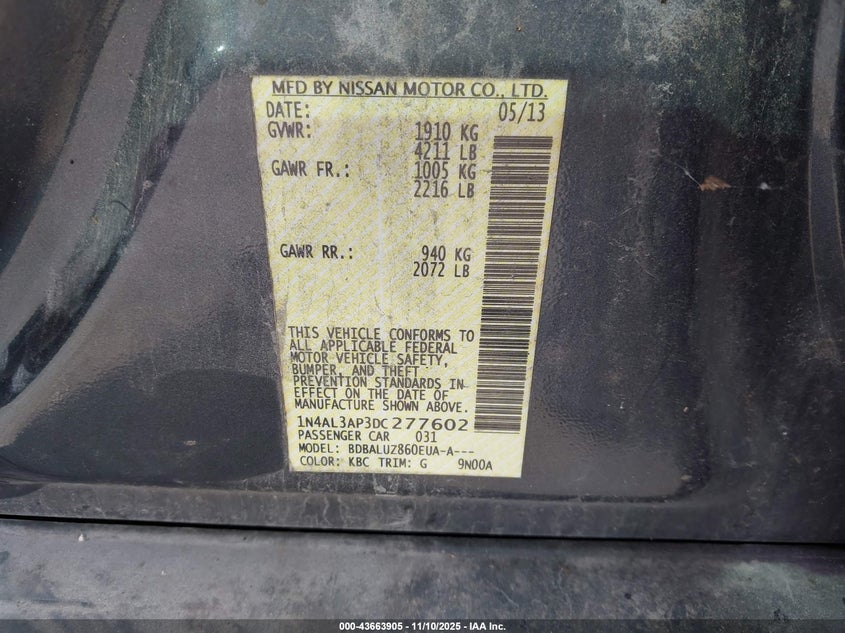 MFD BY NISSAN MOTOR CO., LTD.
DATE: 05/13
GVWR: 1910 KG
4211 LB
GAWR FR.: 1005 KG
2216 LB
GAWR RR.: 940 KG
2072 LB
THIS VEHICLE CONFORMS TO
ALL APPLICABLE FEDERAL
MOTOR VEHICLE SAFETY,
BUMPER, AND THEFT
PREVENTION STANDARDS IN
EFFECT ON THE DATE OF
MANUFACTURE SHOWN ABOVE.
1N4AL3AP3DC277602
PASSENGER CAR 031
MODEL: BDBALUZ860EUA-A---
COLOR: KBC TRIM: G 9N00A
000-43663905 - 11/10/2025 - IAA Inc.